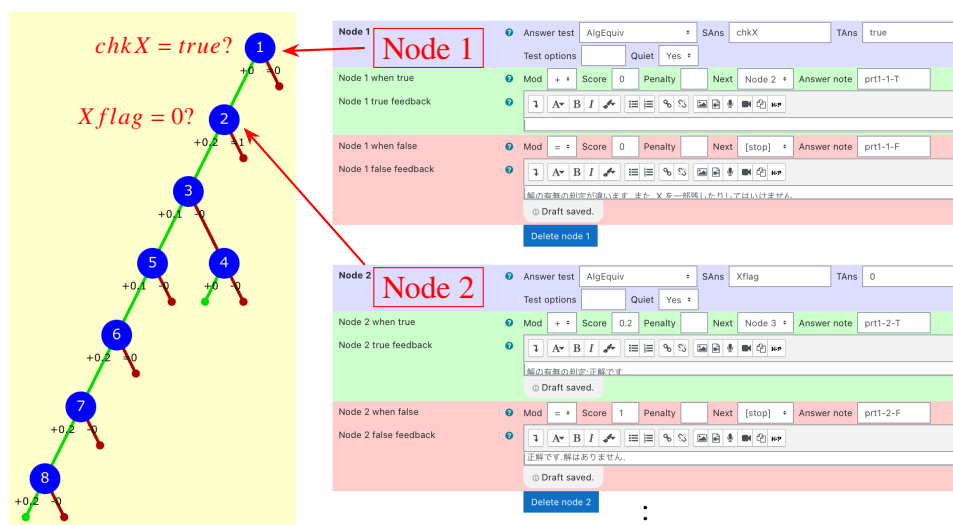 chkX = true?
1
+0 =0
Xflag = 0?
2
+0.2 =1
3
+0.1 -0
5
4
+0.1 -0
+0 -0
6
+0.2 =0
7
+0.2 -0
8
+0.2 -0
Node 1
Node 1
Answer test AlgEquiv SAns chkX TAns true
Test options Quiet Yes
Node 1 when true Mod + Score 0 Penalty Next Node 2 Answer note prt1-1-T
Node 1 true feedback
A B I H-P
Node 1 when false Mod = Score 0 Penalty Next [stop] Answer note prt1-1-F
Node 1 false feedback
A B I H-P
解の有無の判定が違います.また,Xを一部残したりしてはいけません.
Draft saved.
Delete node 1
Node 2
Node 2
Answer test AlgEquiv SAns Xflag TAns 0
Test options Quiet Yes
Node 2 when true Mod + Score 0.2 Penalty Next Node 3 Answer note prt1-2-T
Node 2 true feedback
A B I H-P
解の有無の判定:正解です
Draft saved.
Node 2 when false Mod = Score 1 Penalty Next [stop] Answer note prt1-2-F
Node 2 false feedback
A B I H-P
正解です.解はありません.
Draft saved.
Delete node 2
: